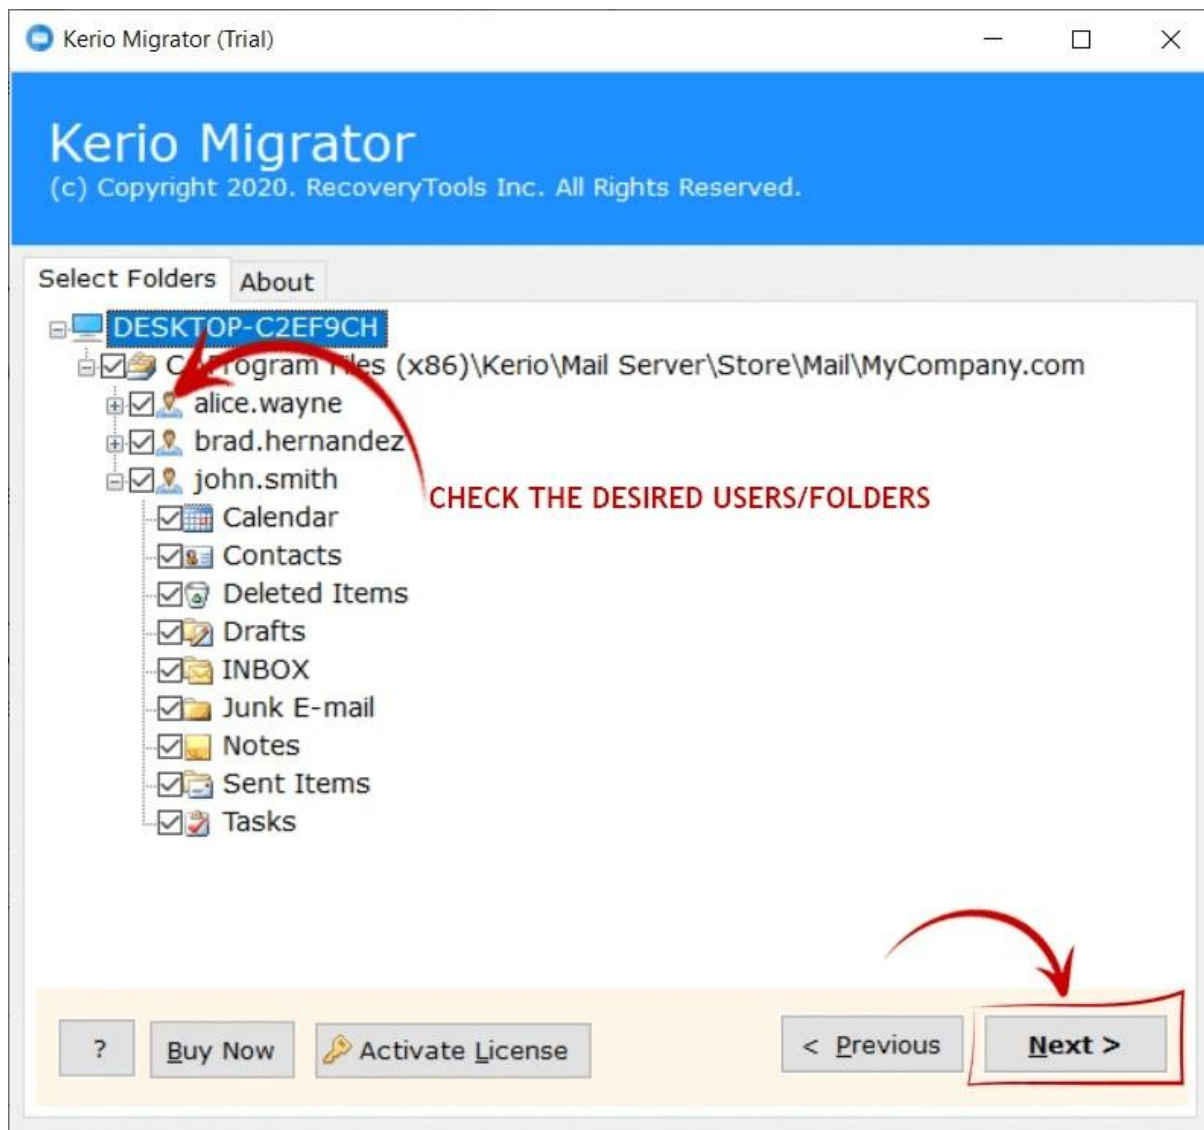 Kerio Migrator (Trial)
Kerio Migrator
(c) Copyright 2020. RecoveryTools Inc. All Rights Reserved.
Select Folders About
DESKTOP-C2EF9CH
C:\Program Files (x86)\Kerio\Mail Server\Store\Mail\MyCompany.com
alice.wayne
brad.hernandez
john.smith
CHECK THE DESIRED USERS/FOLDERS
Calendar
Contacts
Deleted Items
Drafts
INBOX
Junk E-mail
Notes
Sent Items
Tasks
? Buy Now Activate License < Previous Next >